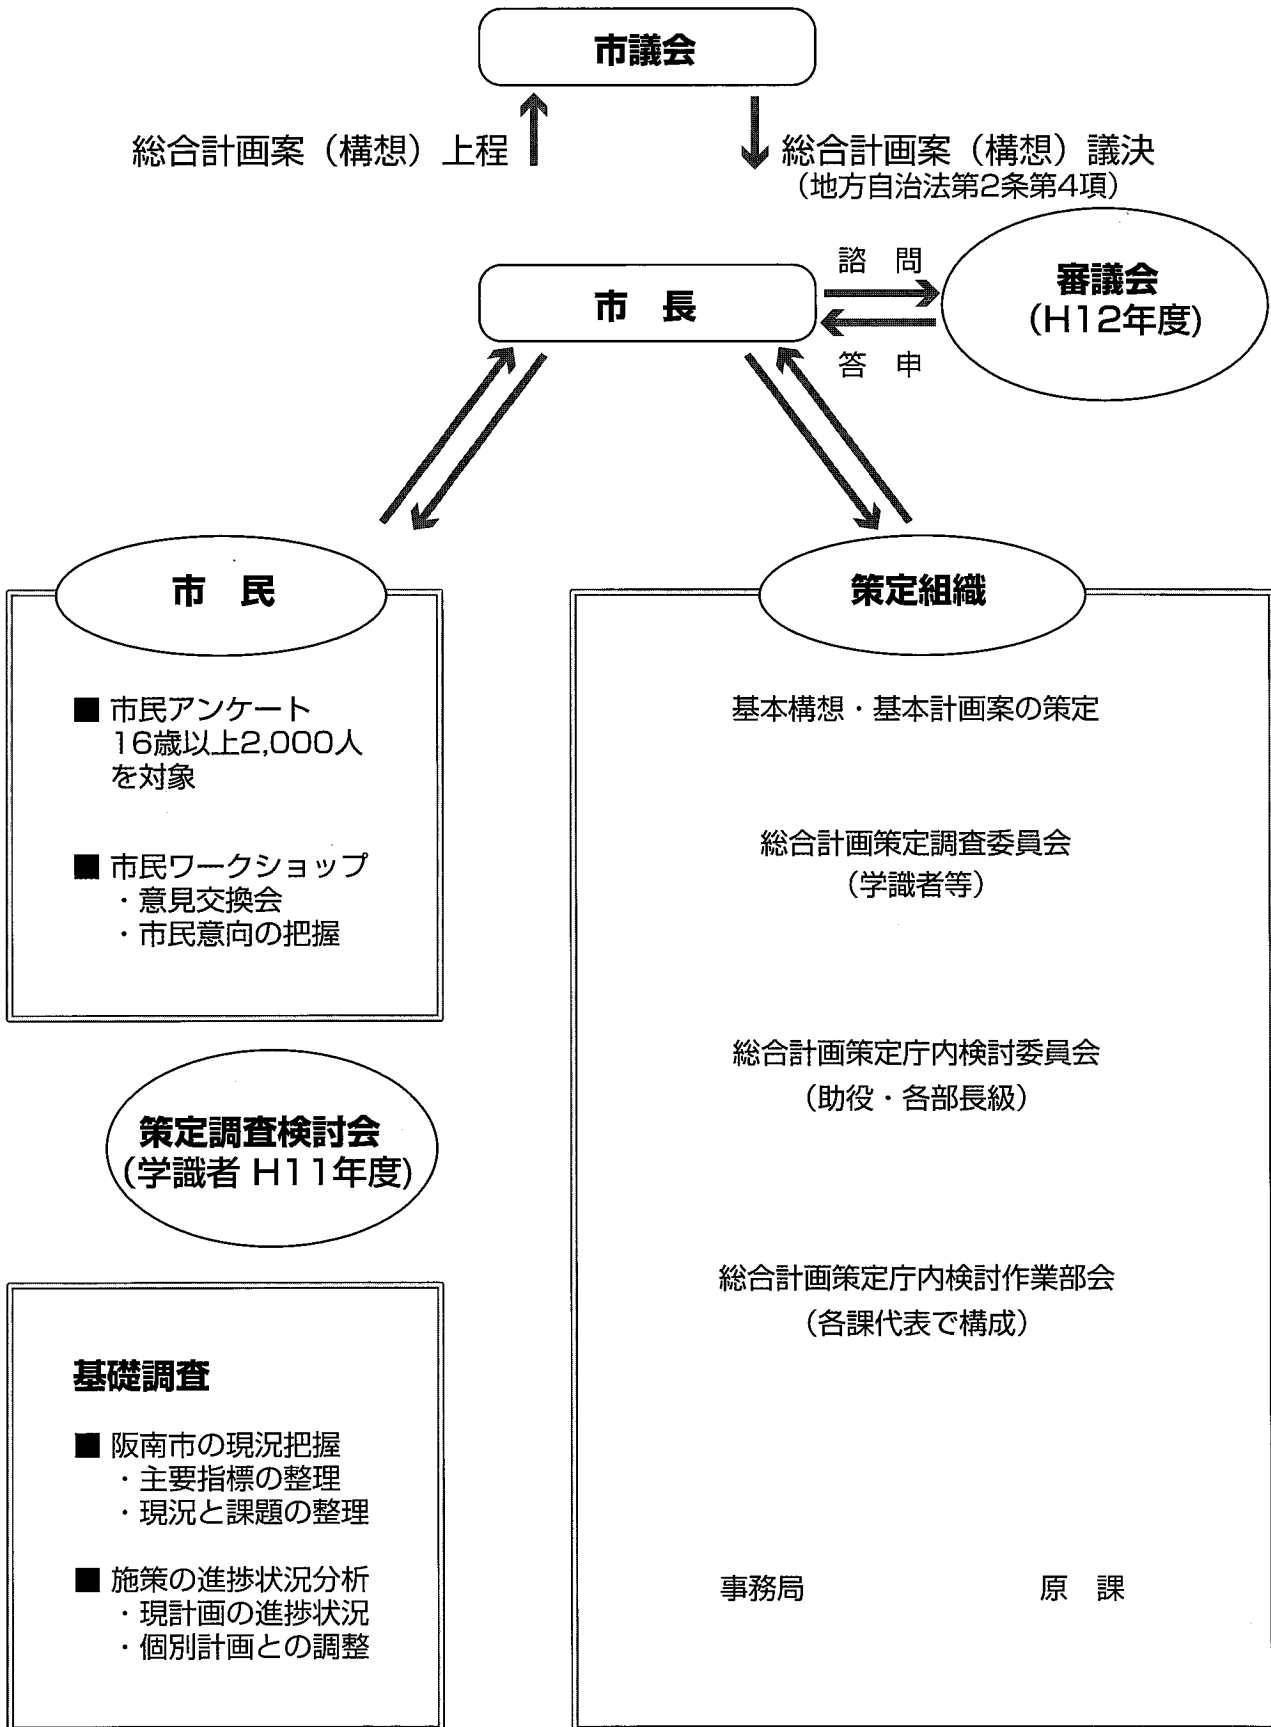 市議会
総合計画案（構想）上程
総合計画案（構想）議決
（地方自治法第2条第4項）
市　長
諮　問
答　申
審議会
(H12年度)
市　民
■ 市民アンケート
16歳以上2,000人
を対象
■ 市民ワークショップ
・意見交換会
・市民意向の把握
策定調査検討会
(学識者 H11年度)
基礎調査
■ 阪南市の現況把握
・主要指標の整理
・現況と課題の整理
■ 施策の進捗状況分析
・現計画の進捗状況
・個別計画との調整
策定組織
基本構想・基本計画案の策定
総合計画策定調査委員会
（学識者等）
総合計画策定庁内検討委員会
（助役・各部長級）
総合計画策定庁内検討作業部会
（各課代表で構成）
事務局　原　課